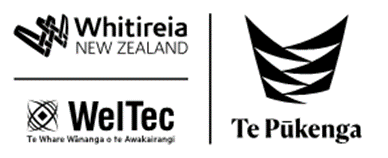 Whitireia
NEW ZEALAND
WelTec
Te Whare Wānanga o te Awakairangi
Te Pūkenga